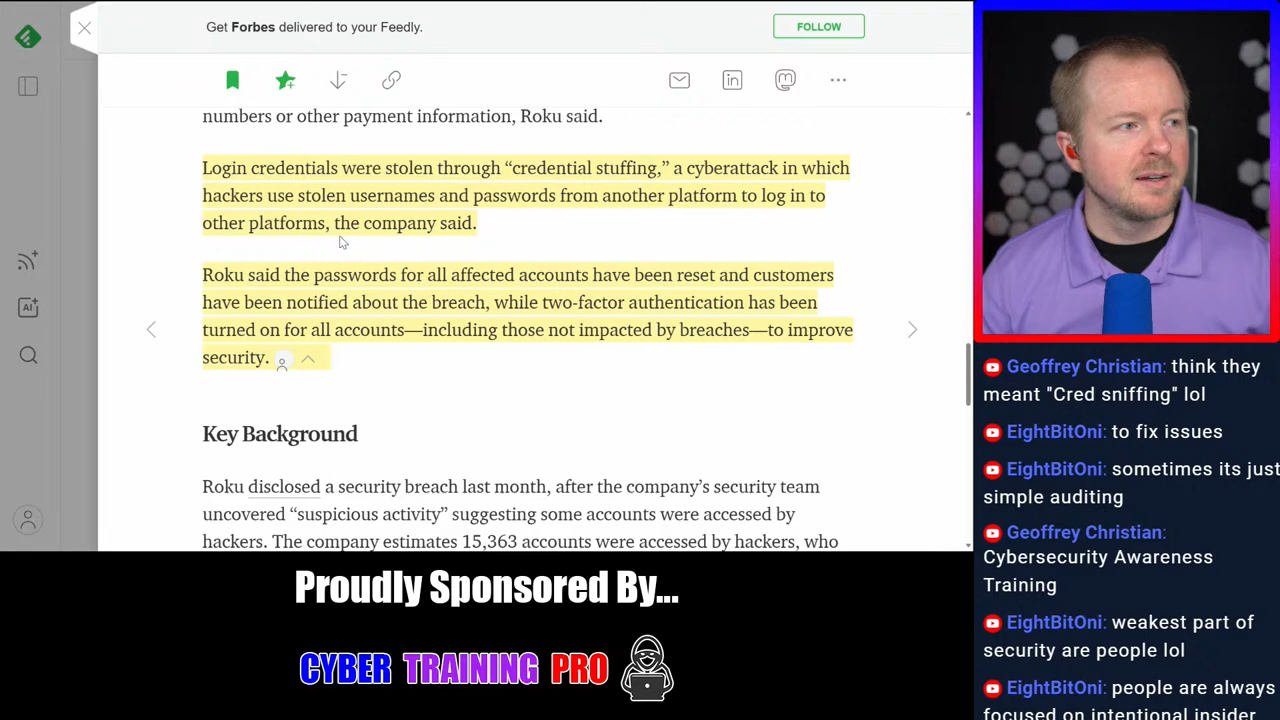 Get Forbes delivered to your Feedly.
FOLLOW
numbers or other payment information, Roku said.
Login credentials were stolen through “credential stuffing,” a cyberattack in which
hackers use stolen usernames and passwords from another platform to log in to
other platforms, the company said.
Roku said the passwords for all affected accounts have been reset and customers
have been notified about the breach, while two-factor authentication has been
turned on for all accounts—including those not impacted by breaches—to improve
security.
Key Background
Roku disclosed a security breach last month, after the company’s security team
uncovered “suspicious activity” suggesting some accounts were accessed by
hackers. The company estimates 15,363 accounts were accessed by hackers, who
AI
in
Proudly Sponsored By...
CYBER TRAINING PRO
Geoffrey Christian: think they
meant "Cred sniffing" lol
EightBitOni: to fix issues
EightBitOni: sometimes its just
simple auditing
Geoffrey Christian:
Cybersecurity Awareness
Training
EightBitOni: weakest part of
security are people lol
EightBitOni: people are always
focused on intentional insider